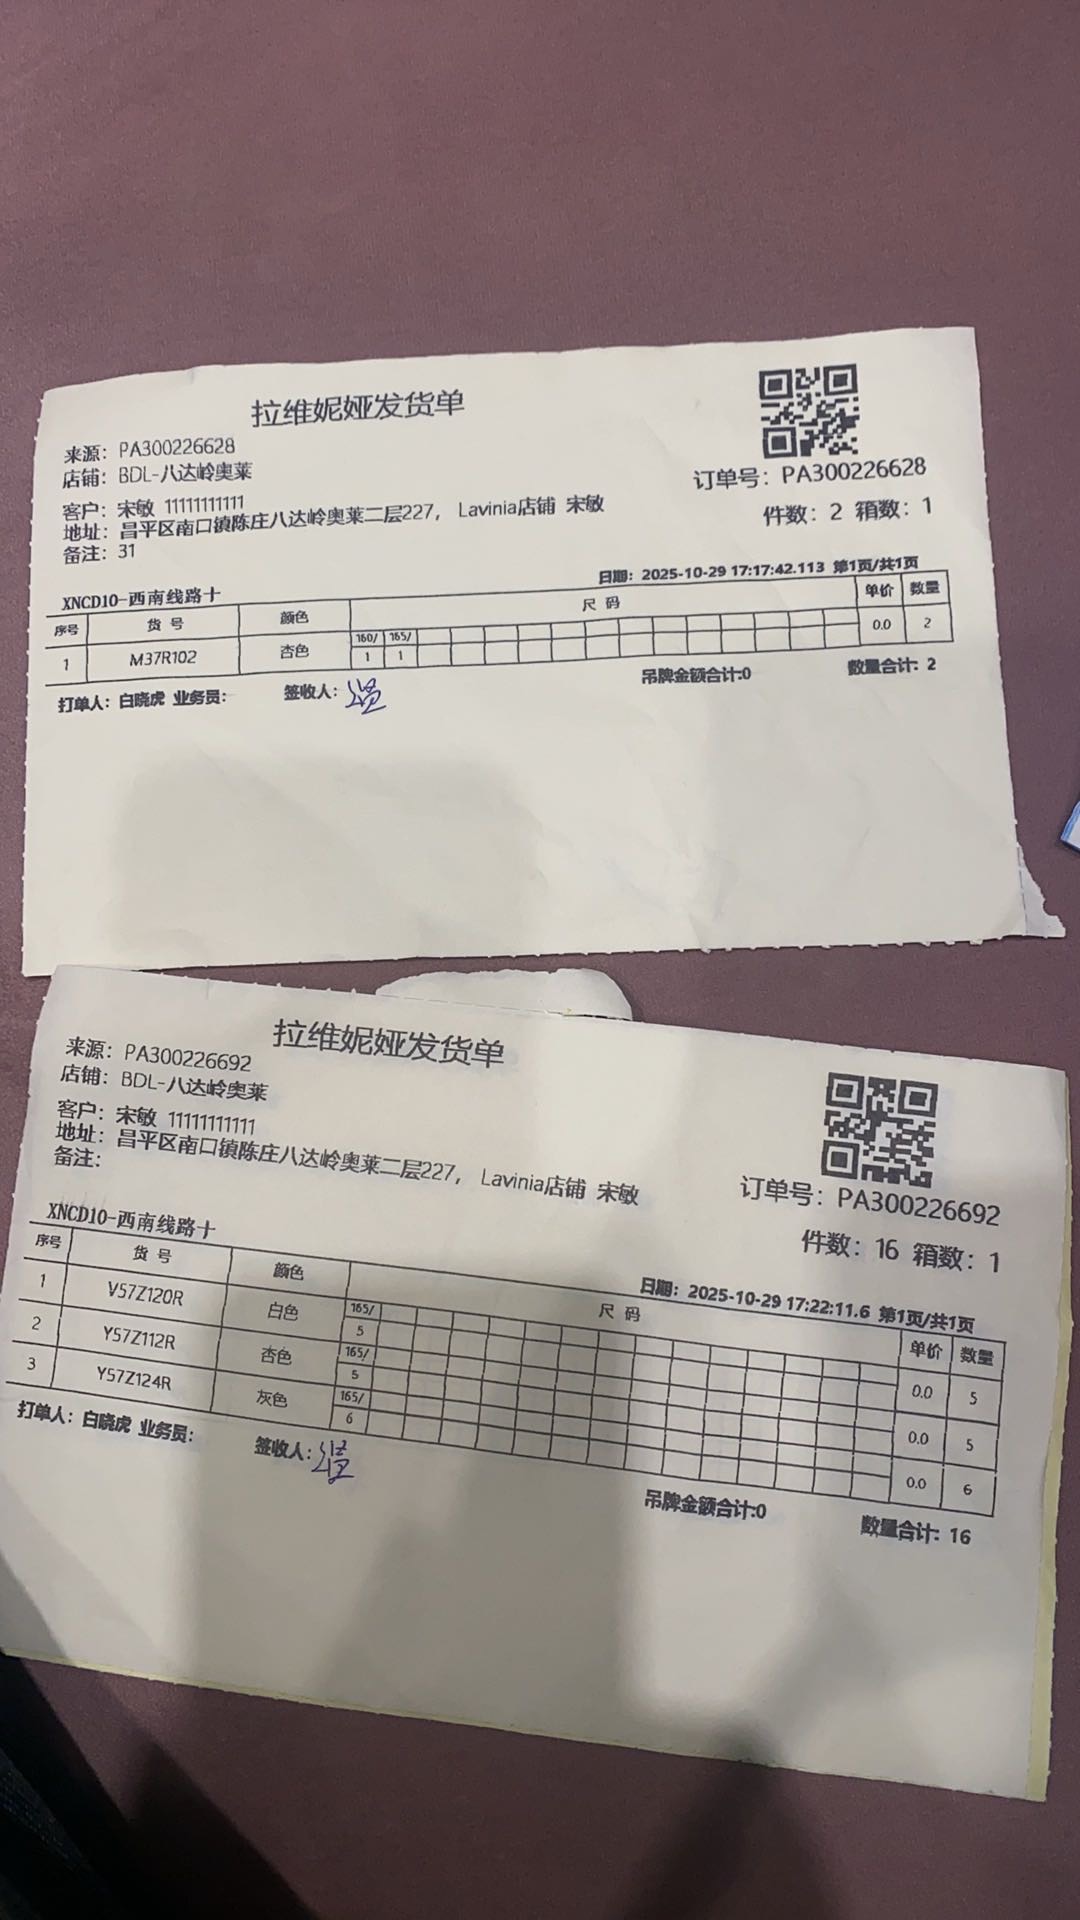 拉维妮娅发货单
来源：PA300226628
店铺：BDL-八达岭奥莱
客户：宋敏 11111111111
地址：昌平区南口镇陈庄八达岭奥莱二层227， Lavinia店铺 宋敏
备注：31
订单号：PA300226628
件数：2 箱数：1
XNCD10-西南线路十
日期：2025-10-29 17:17:42.113 第1页/共1页
序号 货 号 颜色 尺 码 单价 数量
160/ 165/
1 M37R102 杏色 0.0 2
1 1
打单人：白晓虎 业务员： 签收人： 吊牌金额合计:0 数量合计：2
拉维妮娅发货单
来源：PA300226692
店铺：BDL-八达岭奥莱
客户：宋敏 11111111111
地址：昌平区南口镇陈庄八达岭奥莱二层227， Lavinia店铺 宋敏
备注：
订单号：PA300226692
件数：16 箱数：1
XNCD10-西南线路十
日期：2025-10-29 17:22:11.6 第1页/共1页
序号 货 号 颜色 尺 码 单价 数量
165/
1 V57Z120R 白色 0.0 5
5
165/
2 Y57Z112R 杏色 0.0 5
5
165/
3 Y57Z124R 灰色 0.0 6
6
打单人：白晓虎 业务员： 签收人： 吊牌金额合计:0 数量合计：16